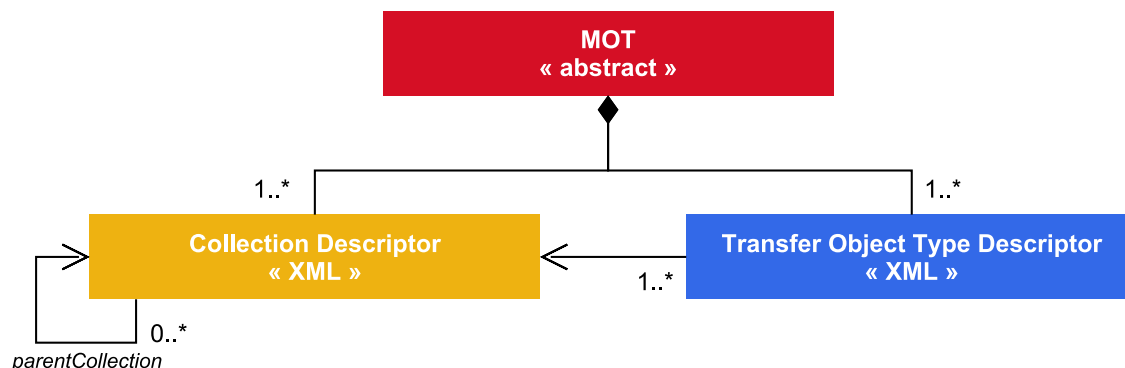 MOT
« abstract »
1..*
1..*
Collection Descriptor
« XML »
Transfer Object Type Descriptor
« XML »
1..*
0..*
parentCollection